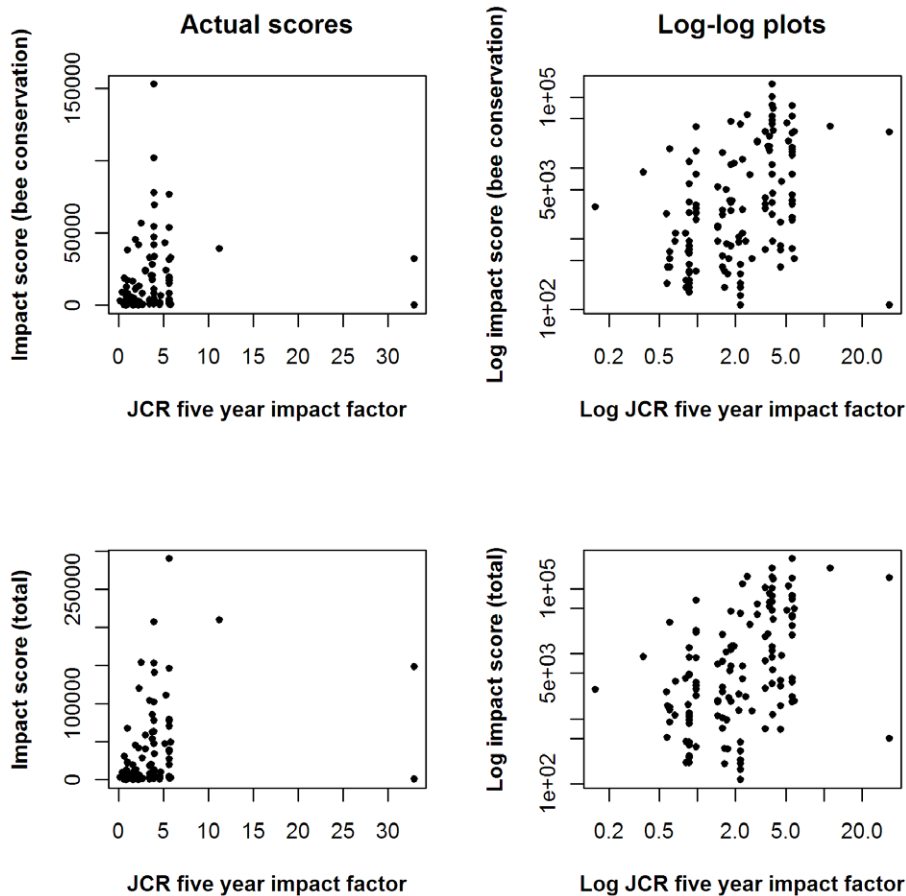 Actual scores
Impact score (bee conservation)
0 50000 150000
0 5 10 15 20 25 30
JCR five year impact factor
Log-log plots
Log impact score (bee conservation)
1e+02 5e+03 1e+05
0.2 0.5 2.0 5.0 20.0
Log JCR five year impact factor
Impact score (total)
0 100000 250000
0 5 10 15 20 25 30
JCR five year impact factor
Log impact score (total)
1e+02 5e+03 1e+05
0.2 0.5 2.0 5.0 20.0
Log JCR five year impact factor